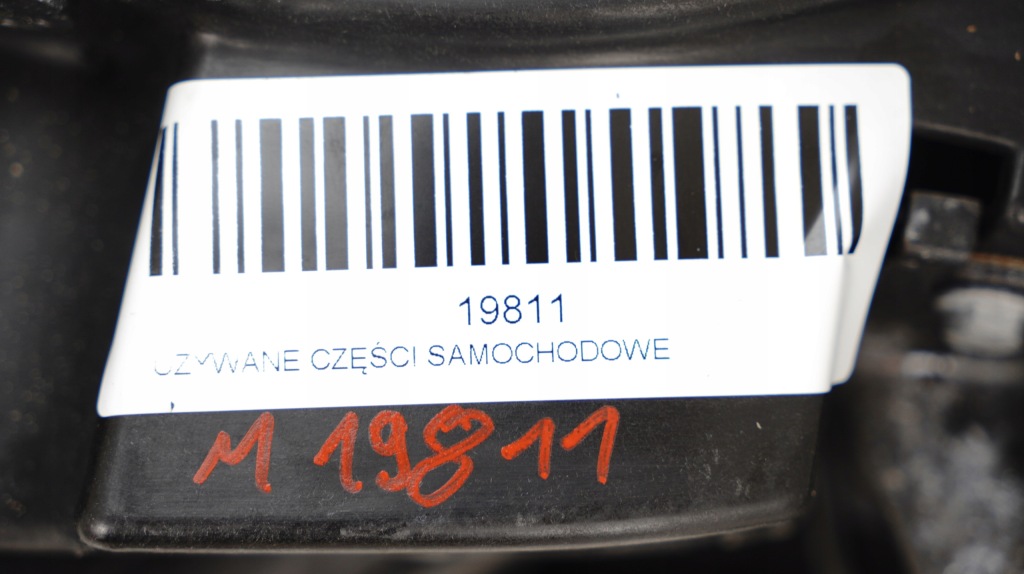 19811
UŻYWANE CZĘŚCI SAMOCHODOWE
M 19811